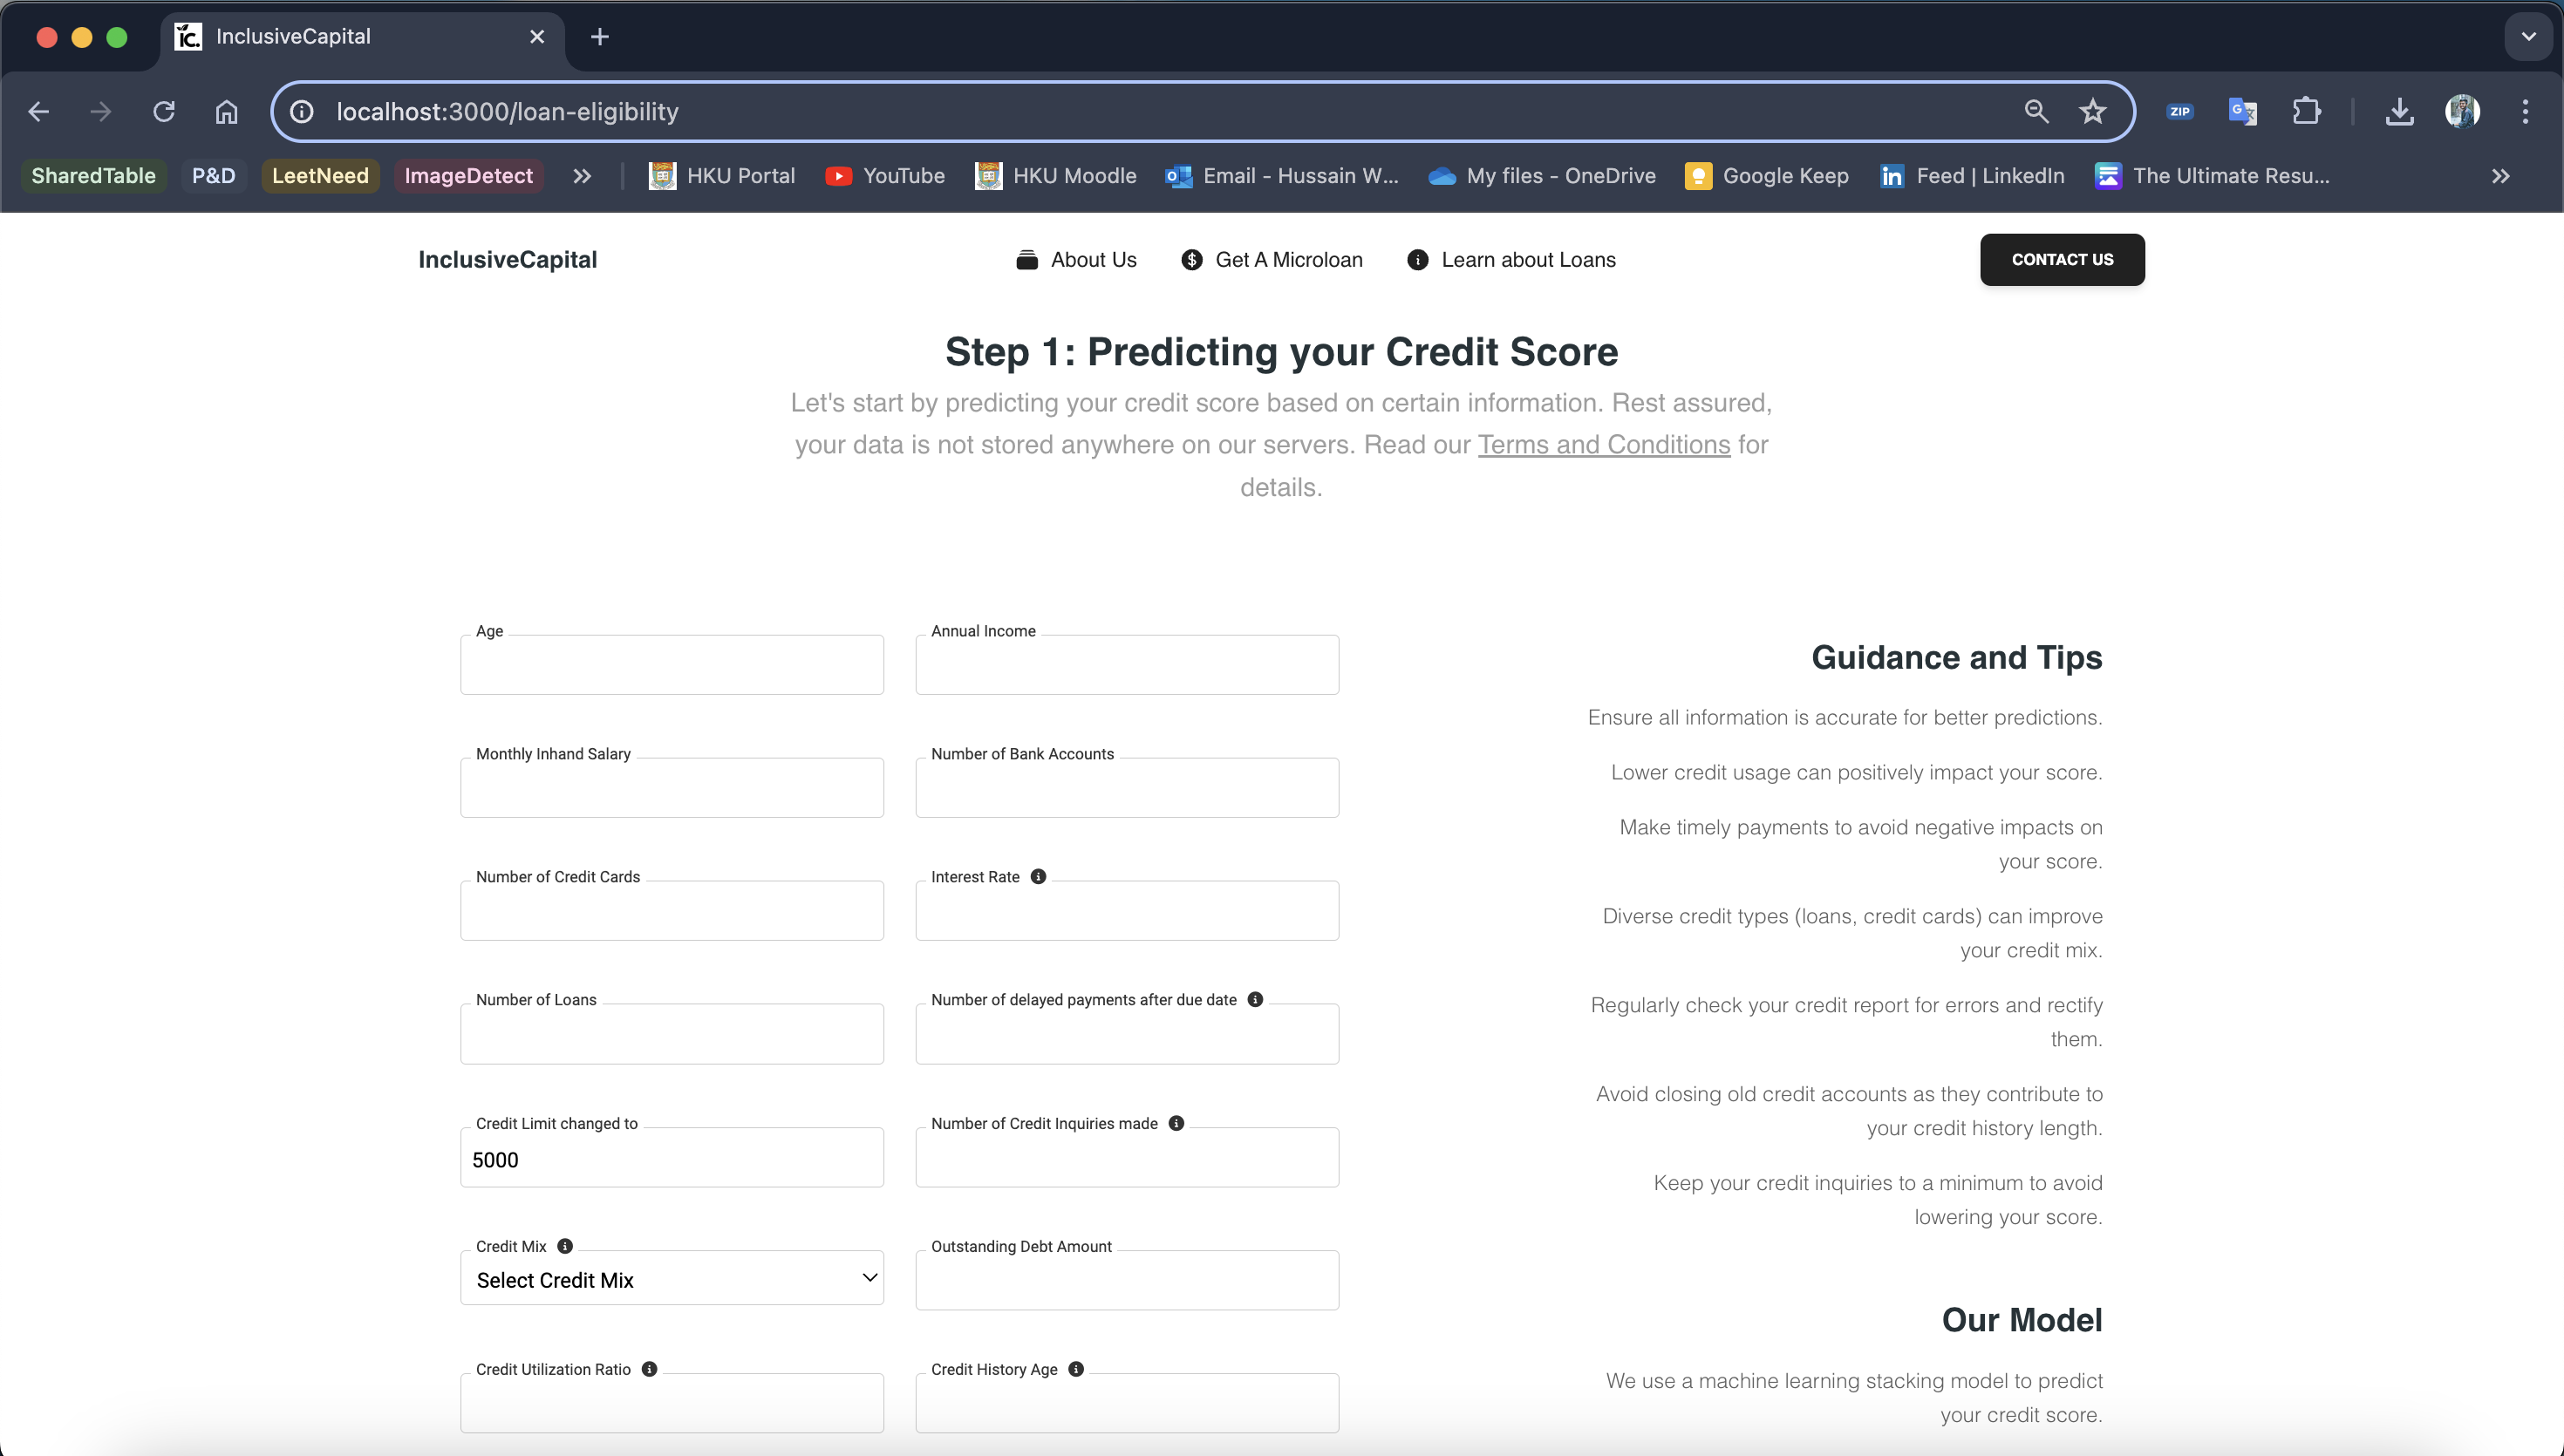 InclusiveCapital
localhost:3000/loan-eligibility
ZIP
SharedTable P&D LeetNeed ImageDetect HKU Portal YouTube HKU Moodle Email - Hussain W... My files - OneDrive Google Keep Feed | LinkedIn The Ultimate Resu...
InclusiveCapital About Us Get A Microloan Learn about Loans CONTACT US
Step 1: Predicting your Credit Score
Let's start by predicting your credit score based on certain information. Rest assured,
your data is not stored anywhere on our servers. Read our Terms and Conditions for
details.
Age
Annual Income
Monthly Inhand Salary
Number of Bank Accounts
Number of Credit Cards
Interest Rate
Number of Loans
Number of delayed payments after due date
Credit Limit changed to
5000
Number of Credit Inquiries made
Credit Mix
Select Credit Mix
Outstanding Debt Amount
Credit Utilization Ratio
Credit History Age
Guidance and Tips
Ensure all information is accurate for better predictions.
Lower credit usage can positively impact your score.
Make timely payments to avoid negative impacts on
your score.
Diverse credit types (loans, credit cards) can improve
your credit mix.
Regularly check your credit report for errors and rectify
them.
Avoid closing old credit accounts as they contribute to
your credit history length.
Keep your credit inquiries to a minimum to avoid
lowering your score.
Our Model
We use a machine learning stacking model to predict
your credit score.